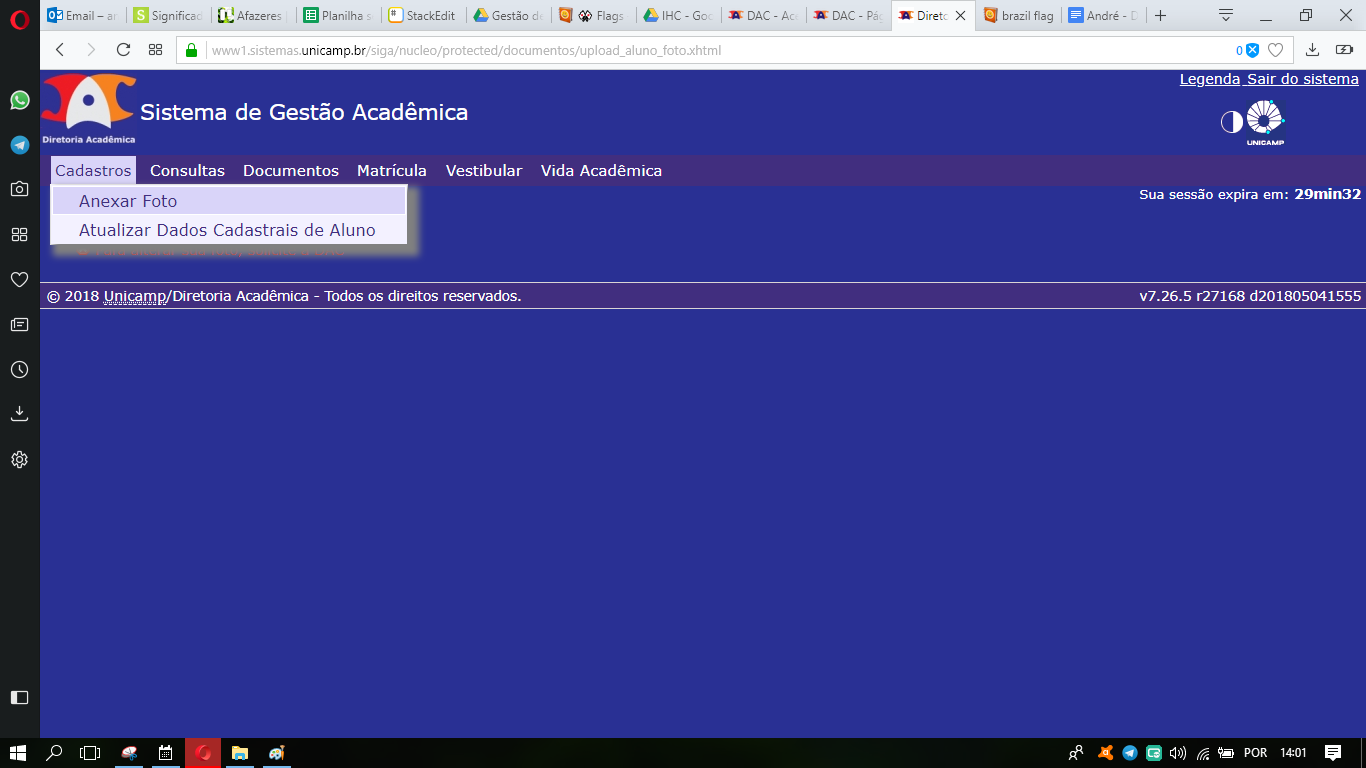 Email – ar
Significad
Afazeres
Planilha
StackEdit
Gestão de
Flags
IHC - Goo
DAC - Ac
DAC - Pá
Direto
brazil flag
André - D
www1.sistemas.unicamp.br/siga/nucleo/protected/documentos/upload_aluno_foto.xhtml
0
Legenda Sair do sistema
Diretoria Acadêmica
Sistema de Gestão Acadêmica
UNICAMP
Cadastros Consultas Documentos Matrícula Vestibular Vida Acadêmica
Sua sessão expira em: 29min32
Anexar Foto
Atualizar Dados Cadastrais de Aluno
© 2018 Unicamp/Diretoria Acadêmica - Todos os direitos reservados.
v7.26.5 r27168 d201805041555
POR
14:01